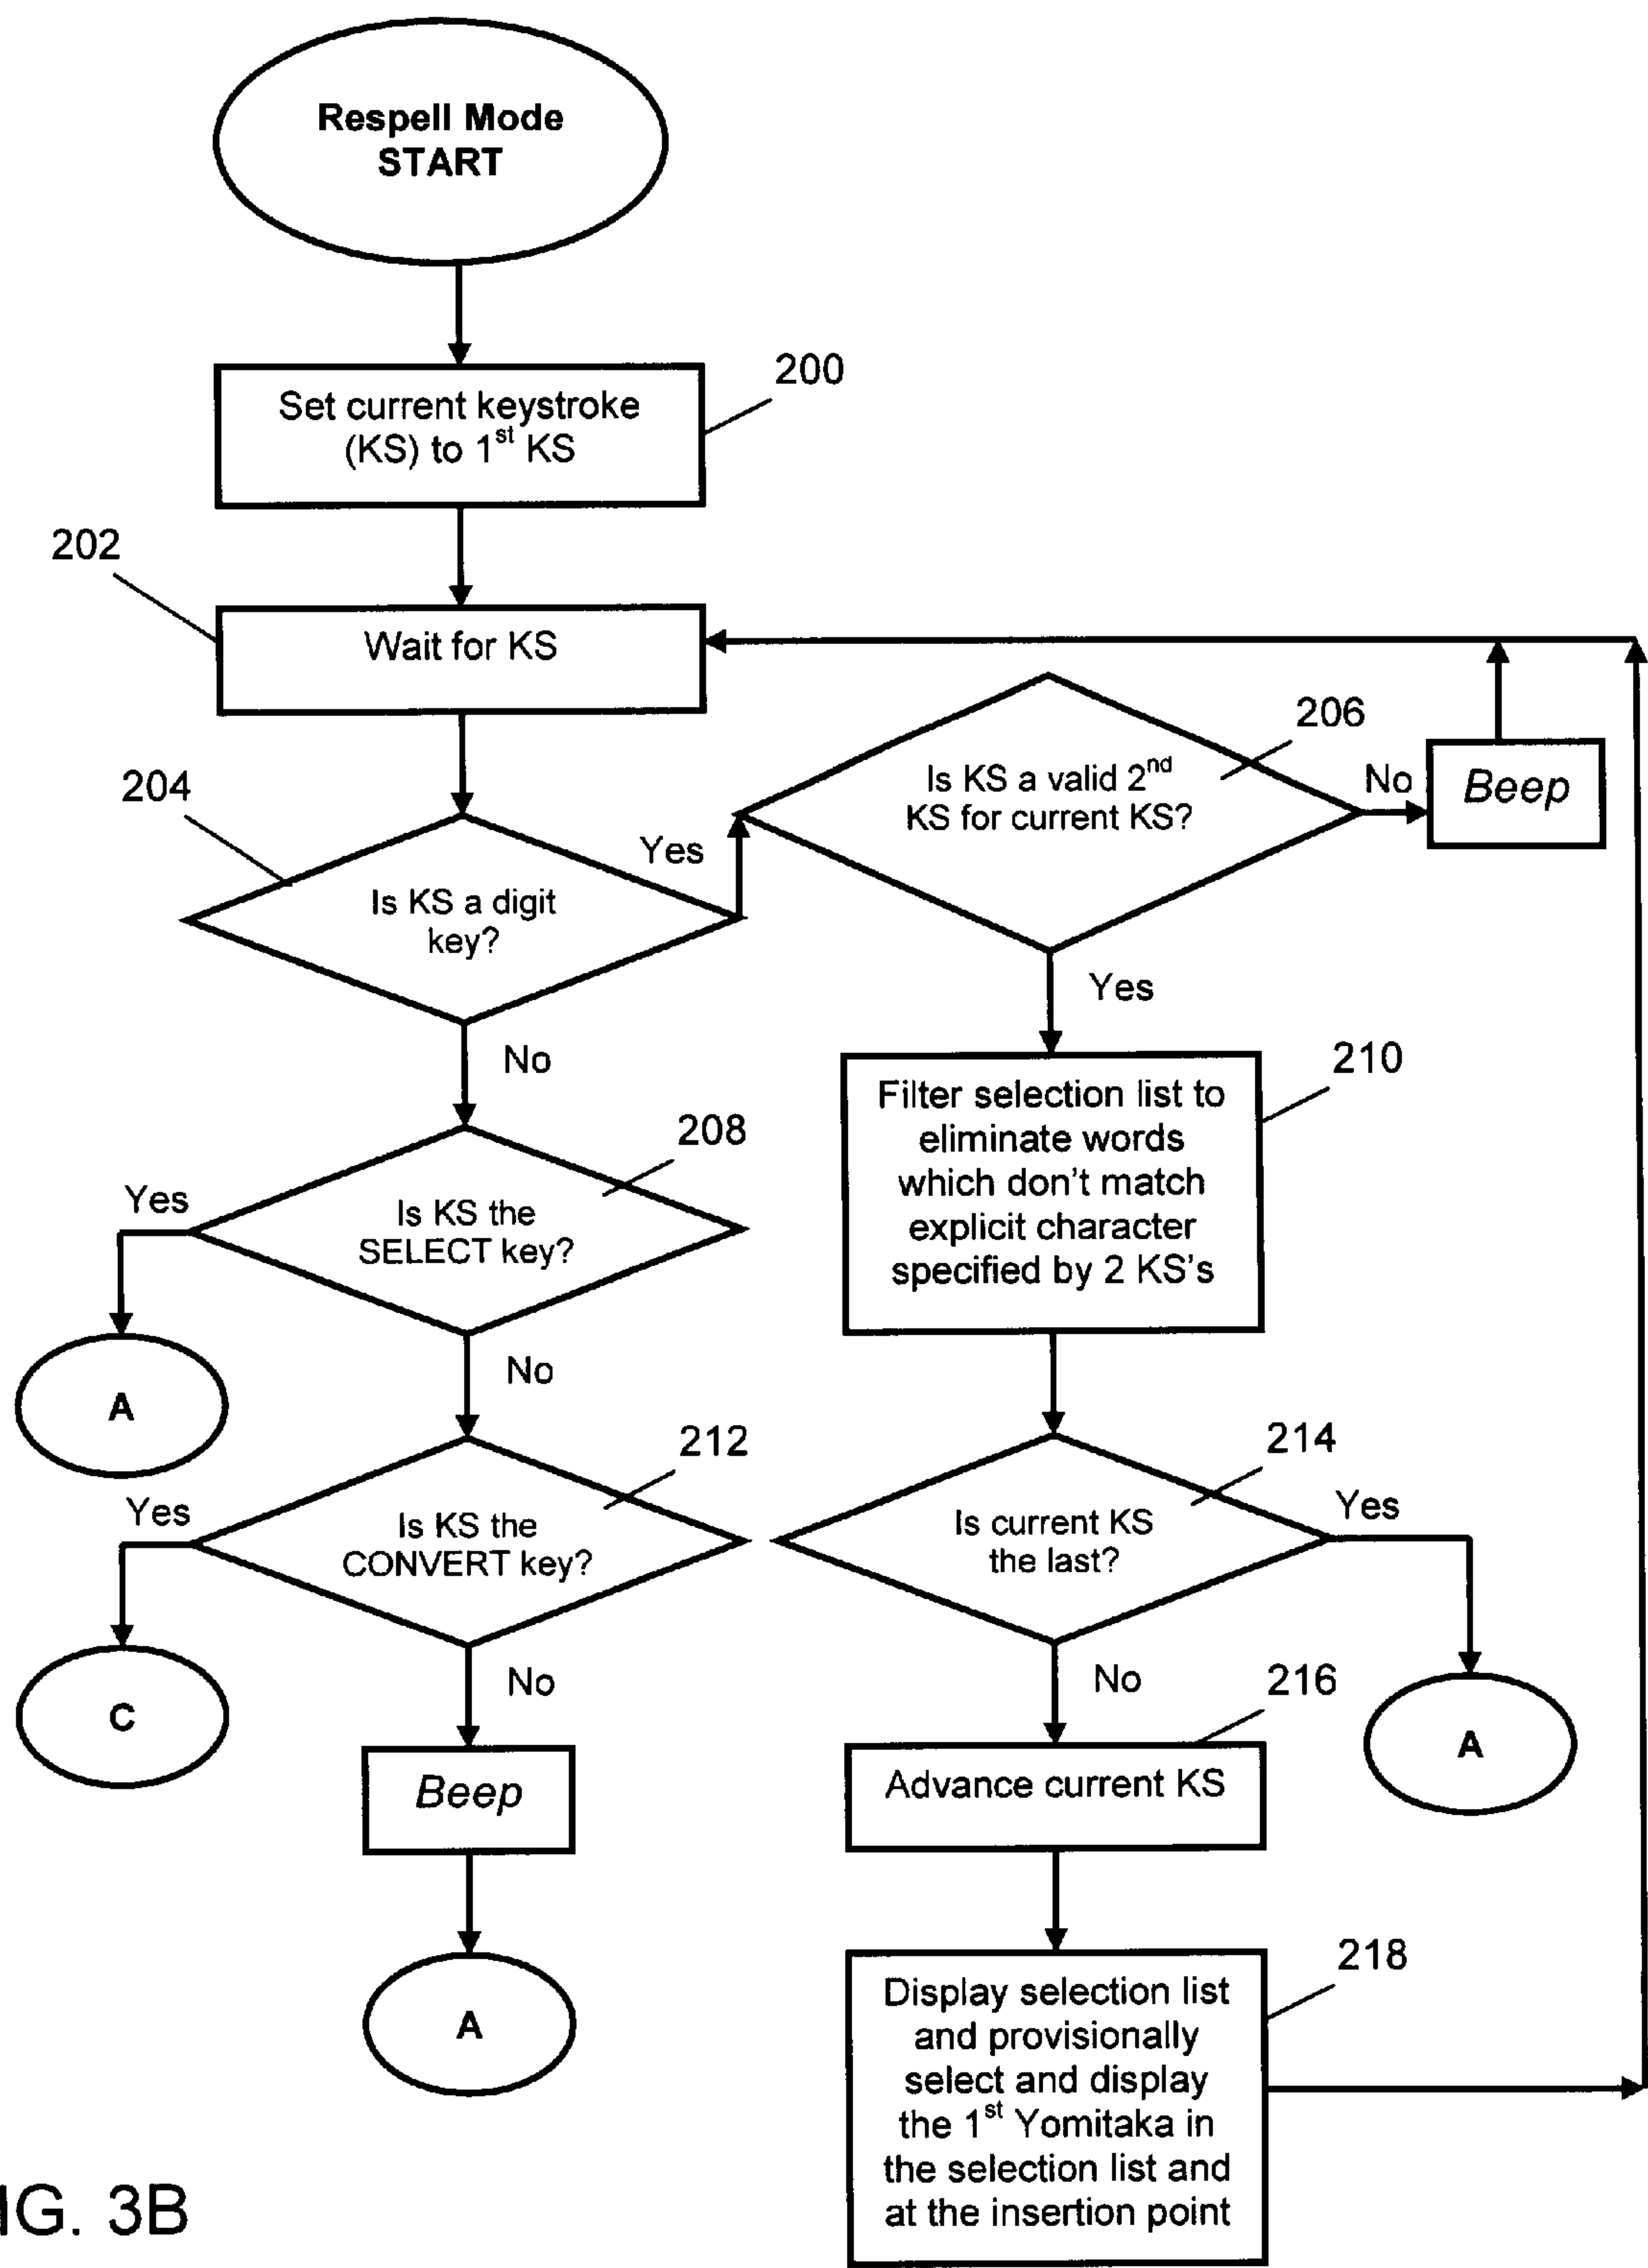 Respell Mode
START
200
Set current keystroke
(KS) to 1st KS
202
Wait for KS
206
Is KS a valid 2nd
KS for current KS?
No
Beep
204
Yes
Is KS a digit
key?
Yes
No
210
Filter selection list to
eliminate words
which don't match
explicit character
specified by 2 KS's
208
Yes
Is KS the
SELECT key?
A
No
212
214
Yes
Is KS the
CONVERT key?
Is current KS
the last?
Yes
C
No
No
216
A
Beep
Advance current KS
A
218
Display selection list
and provisionally
select and display
the 1st Yomitaka in
the selection list and
at the insertion point
IG. 3B